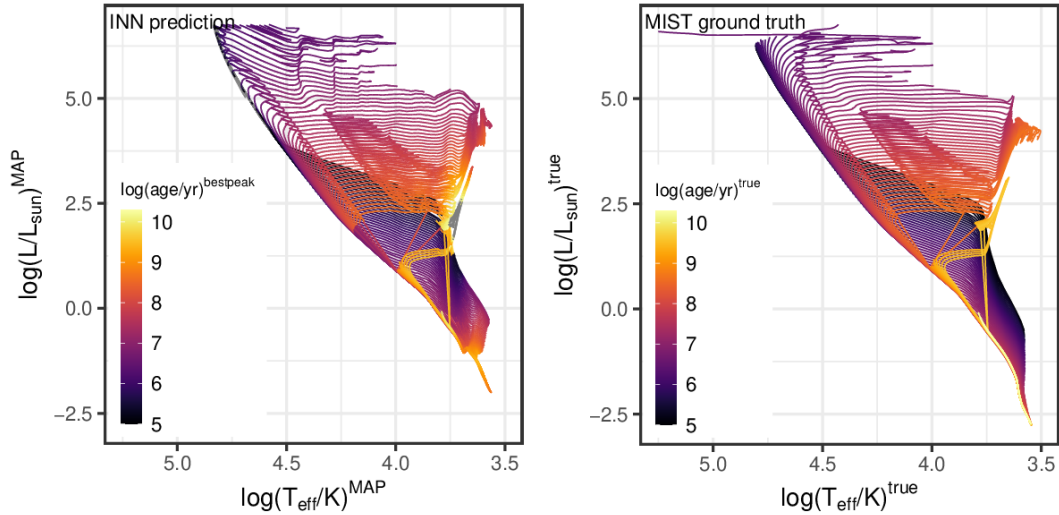 INN prediction
log(L/L_sun)^MAP
5.0
2.5
0.0
−2.5
log(age/yr)^bestpeak
10
9
8
7
6
5
5.0 4.5 4.0 3.5
log(T_eff/K)^MAP
MIST ground truth
log(L/L_sun)^true
5.0
2.5
0.0
−2.5
log(age/yr)^true
10
9
8
7
6
5
5.0 4.5 4.0 3.5
log(T_eff/K)^true